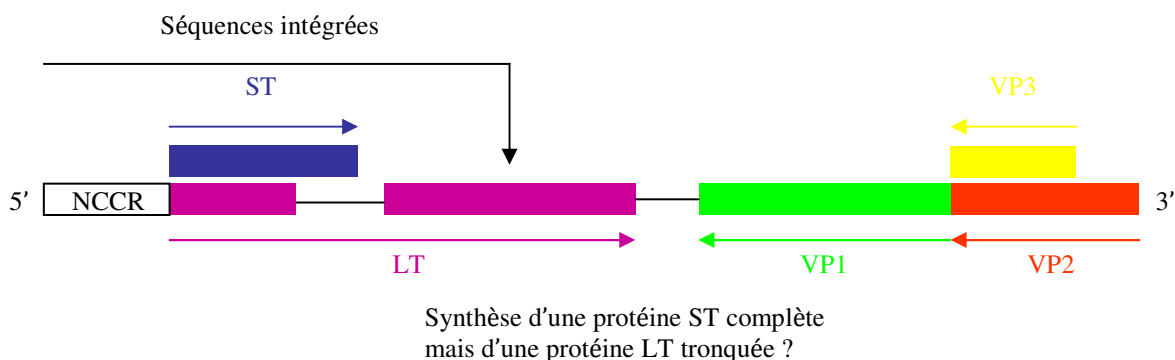 Séquences intégrées
ST
VP3
5’
NCCR
3’
LT
VP1
VP2
Synthèse d’une protéine ST complète
mais d’une protéine LT tronquée ?